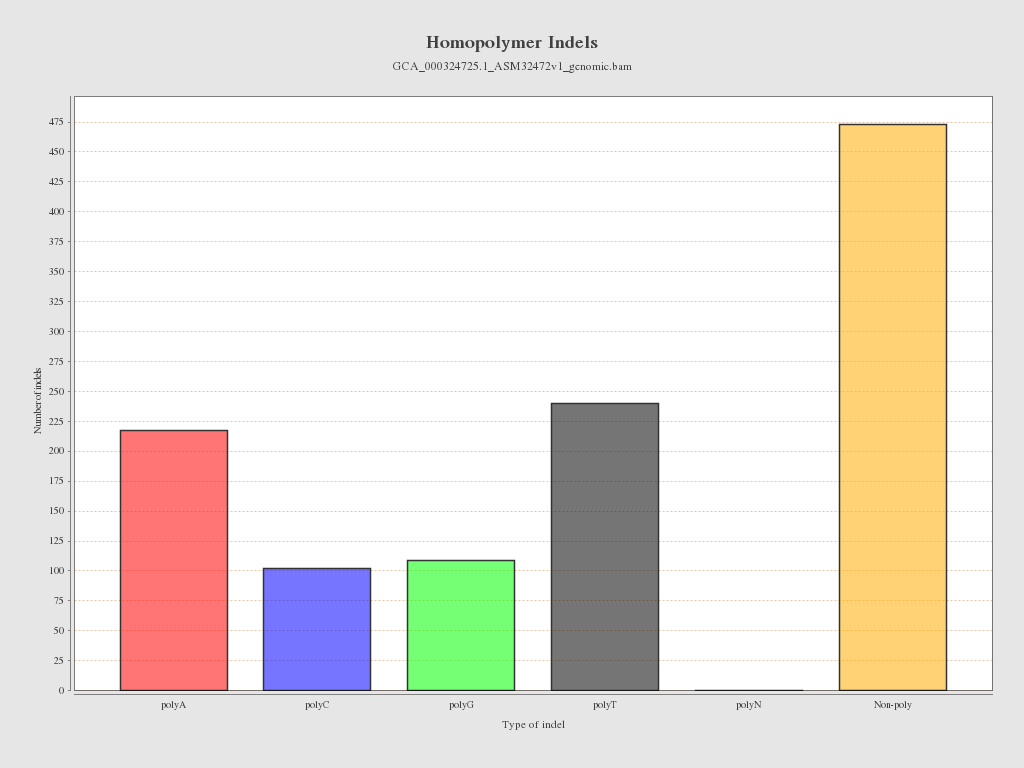 Homopolymer Indels
GCA_000324725.1_ASM32472v1_genomic.bam
475
450
425
400
375
350
325
300
275
250
225
200
175
150
125
100
75
50
25
0
Number of indels
polyA
polyC
polyG
polyT
polyN
Non-poly
Type of indel